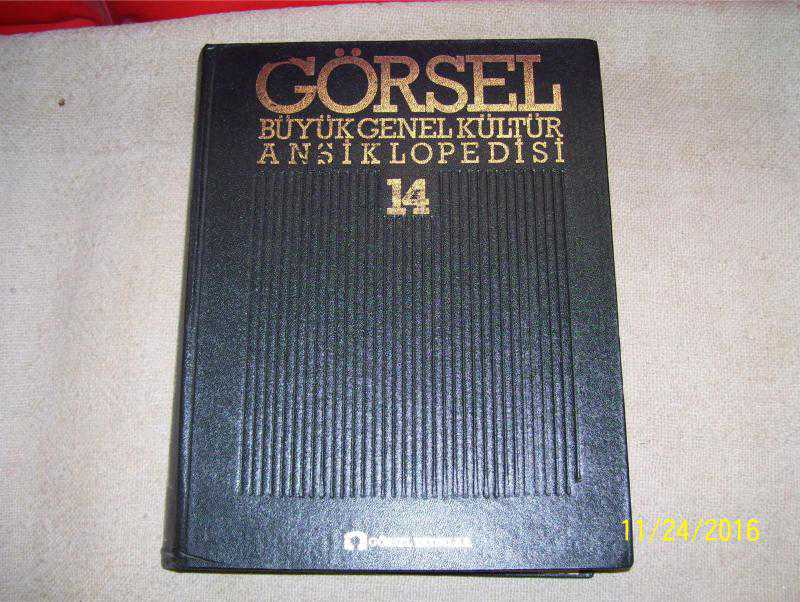 GÖRSEL
BÜYÜK GENEL KÜLTÜR
ANSİKLOPEDİSİ
14
GÖRSEL YAYINLAR
11/24/2016